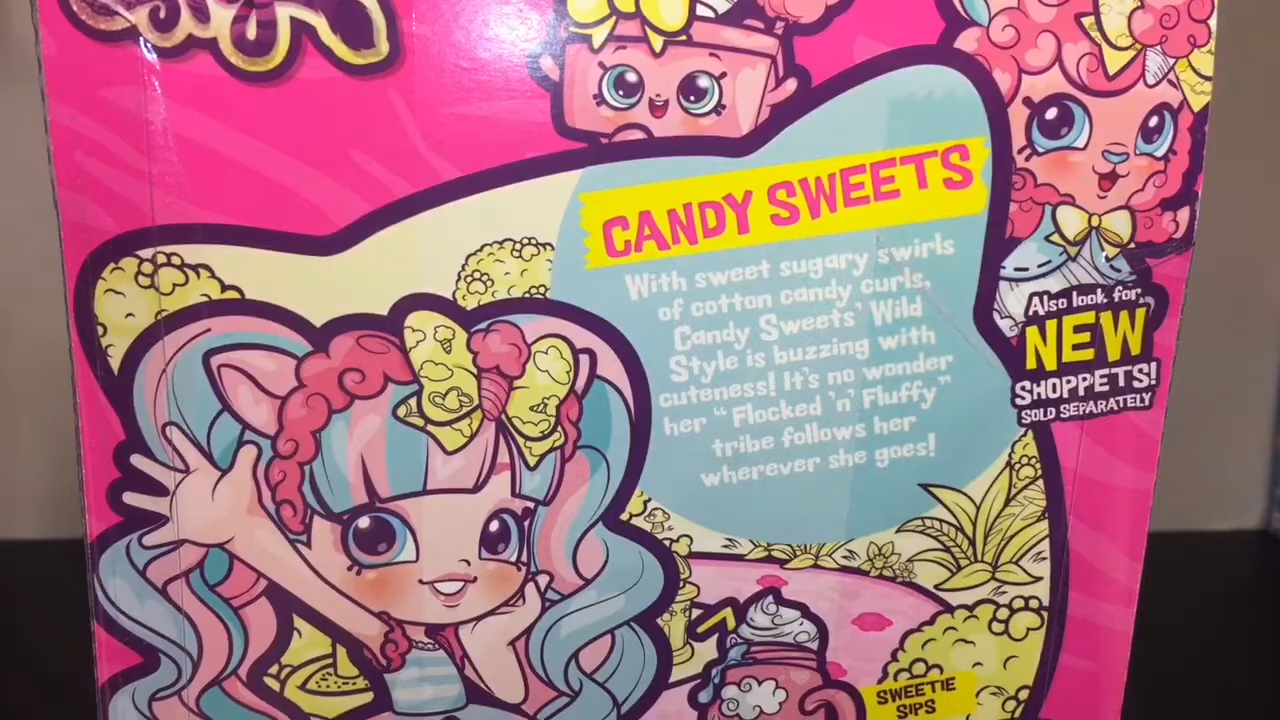 CANDY SWEETS
With sweet sugary swirls
of cotton candy curls,
Candy Sweets' Wild
Style is buzzing with
cuteness! It's no wonder
her "Flocked 'n' Fluffy"
tribe follows her
wherever she goes!
Also look for
NEW
SHOPPETS!
SOLD SEPARATELY
SWEETIE
SIPS